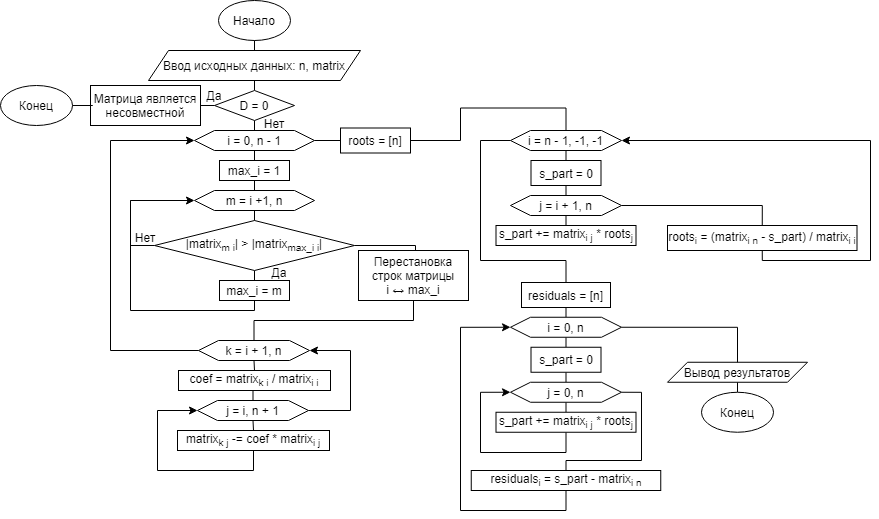 Начало
Ввод исходных данных: n, matrix
Конец
Матрица является
несовместной
Да
D = 0
Нет
i = 0, n - 1
roots = [n]
max_i = 1
m = i +1, n
Нет
|matrixm i| > |matrixmax_i i|
Да
max_i = m
Перестановка
строк матрицы
i ↔ max_i
k = i + 1, n
coef = matrixk i / matrixi i
j = i, n + 1
matrixk j -= coef * matrixi j
i = n - 1, -1, -1
s_part = 0
j = i + 1, n
s_part += matrixi j * rootsj
rootsi = (matrixi n - s_part) / matrixi i
residuals = [n]
i = 0, n
s_part = 0
j = 0, n
s_part += matrixi j * rootsj
residualsi = s_part - matrixi n
Вывод результатов
Конец